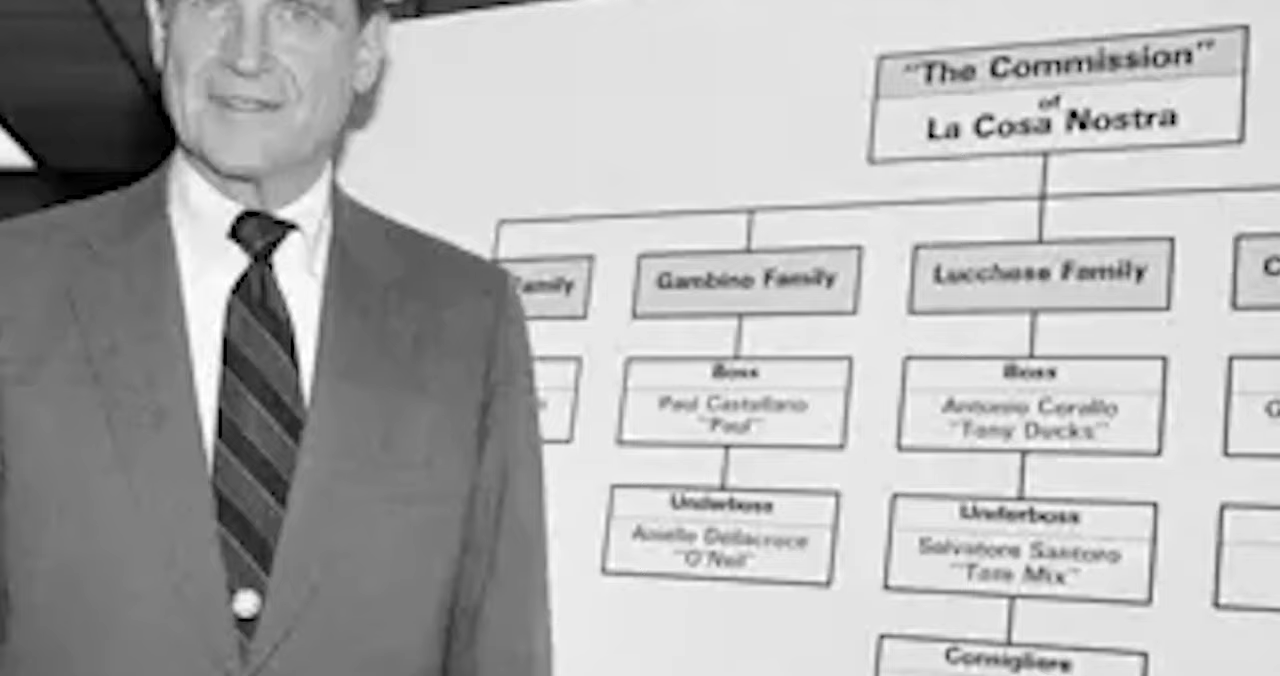 "The Commission"
of
La Cosa Nostra
Family
Gambino Family
Lucchese Family
C
Boss
Paul Castellano
"Paul"
Boss
Antonio Corallo
"Tony Ducks"
Underboss
Aniello Dellacroce
"O'Neil"
Underboss
Salvatore Santoro
"Tom Mix"
Consigliere